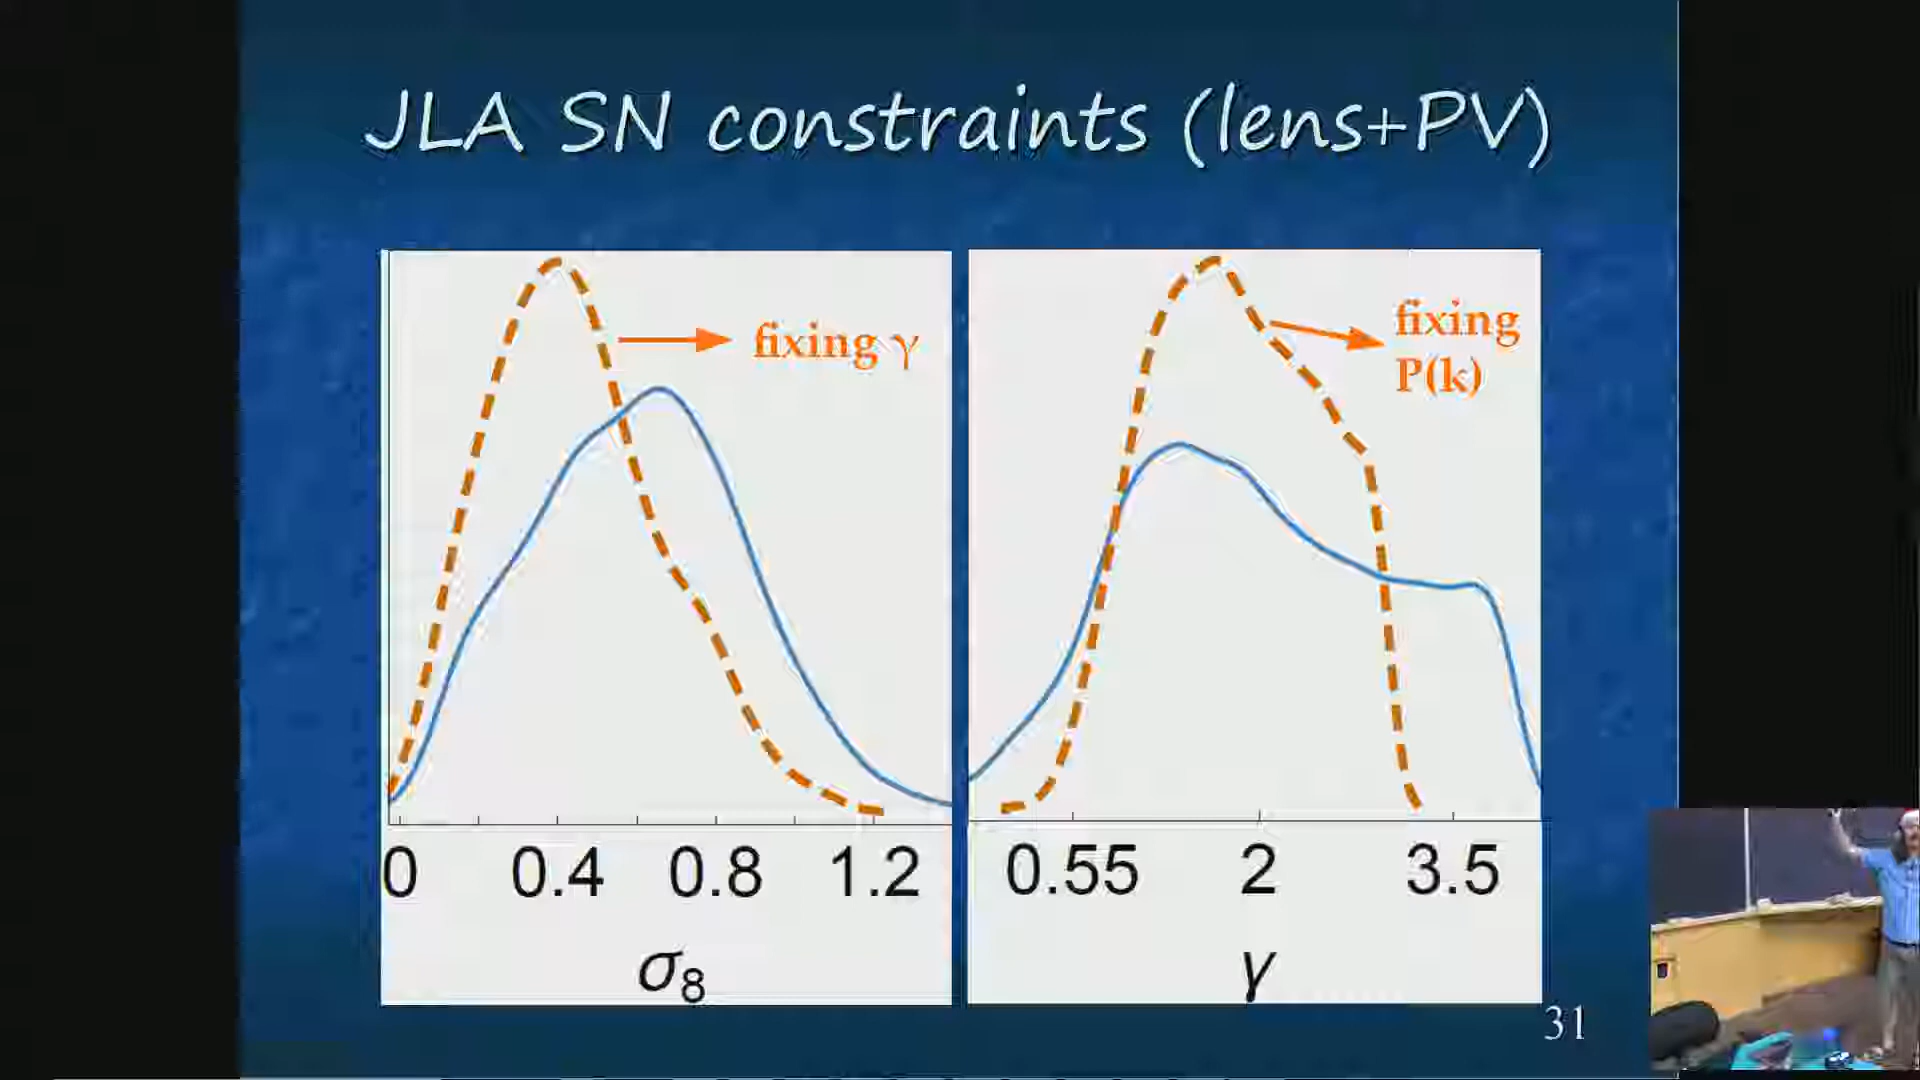 JLA SN constraints (lens+PV)
fixing γ
0 0.4 0.8 1.2
σ8
fixing
P(k)
0.55 2 3.5
γ
31